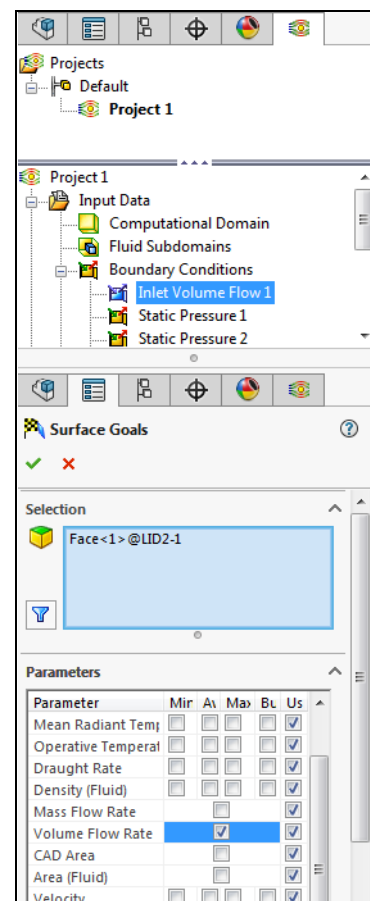 Projects
Default
Project 1
Project 1
Input Data
Computational Domain
Fluid Subdomains
Boundary Conditions
Inlet Volume Flow 1
Static Pressure 1
Static Pressure 2
Surface Goals
Selection
Face<1>@LID2-1
Parameters
Parameter Mir Av Max Bu Us
Mean Radiant Temp
Operative Temperat
Draught Rate
Density (Fluid)
Mass Flow Rate
Volume Flow Rate
CAD Area
Area (Fluid)
Velocity